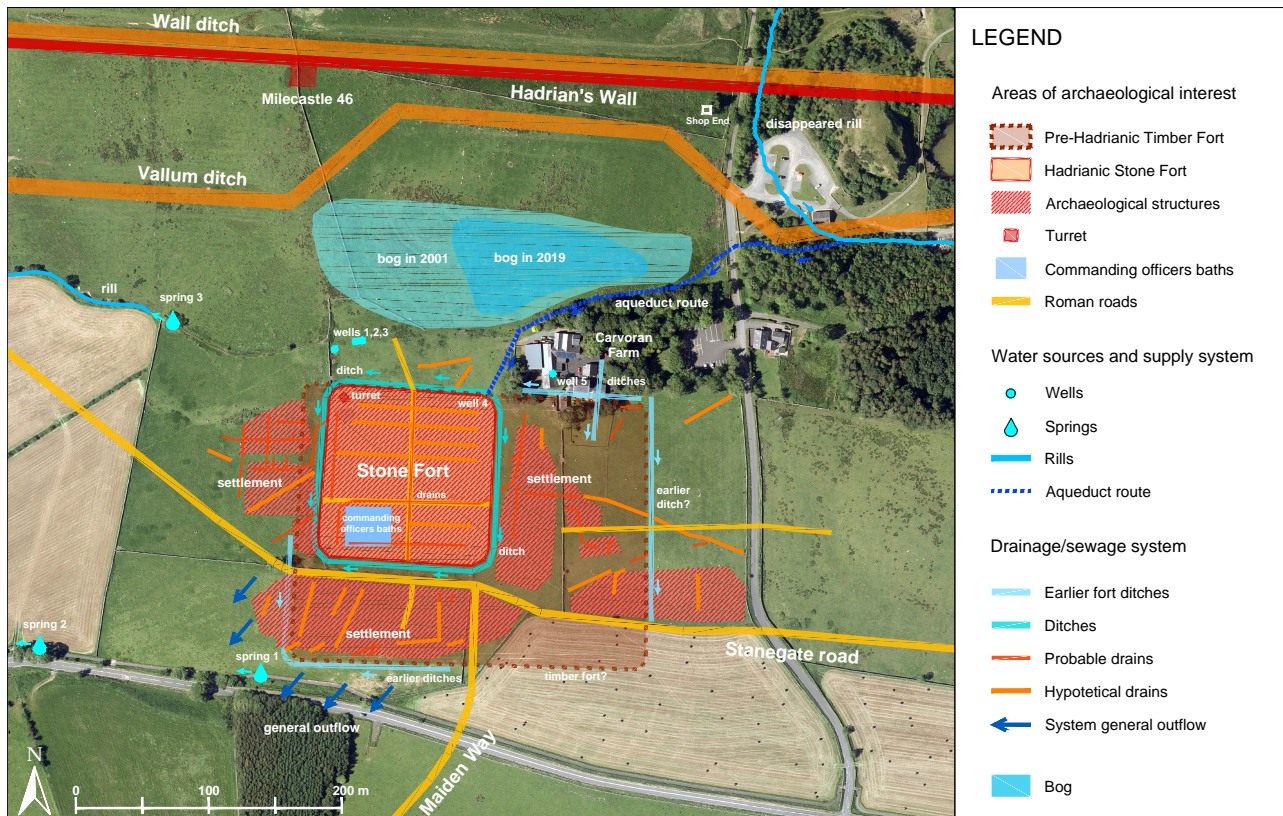 Wall ditch
Milecastle 46
Hadrian's Wall
Shop End
disappeared rill
Vallum ditch
bog in 2001
bog in 2019
rill
spring 3
aqueduct route
wells 1,2,3
Carvoran
Farm
ditch
well 5
ditches
turret
well 4
Stone Fort
settlement
drains
settlement
earlier
ditch?
commanding
officers baths
ditch
spring 2
settlement
spring 1
earlier ditches
timber fort?
Stanegate road
general outflow
Maiden Way
N
0
100
200 m
LEGEND
Areas of archaeological interest
Pre-Hadrianic Timber Fort
Hadrianic Stone Fort
Archaeological structures
Turret
Commanding officers baths
Roman roads
Water sources and supply system
Wells
Springs
Rills
Aqueduct route
Drainage/sewage system
Earlier fort ditches
Ditches
Probable drains
Hypotetical drains
System general outflow
Bog